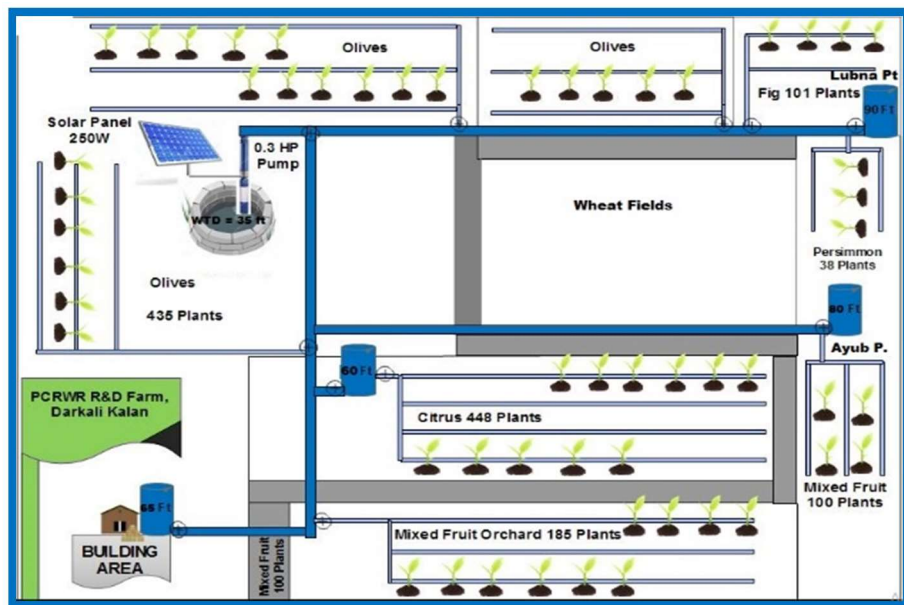 Olives
Olives
Lubna Pt
Fig 101 Plants
90 Ft
Solar Panel
250W
0.3 HP
Pump
WTD = 35 ft
Wheat Fields
Persimmon
38 Plants
Olives
435 Plants
80 Ft
Ayub P.
60 Ft
PCRWR R&D Farm,
Darkali Kalan
Citrus 448 Plants
Mixed Fruit
100 Plants
65 Ft
BUILDING
AREA
Mixed Fruit
100 Plants
Mixed Fruit Orchard 185 Plants